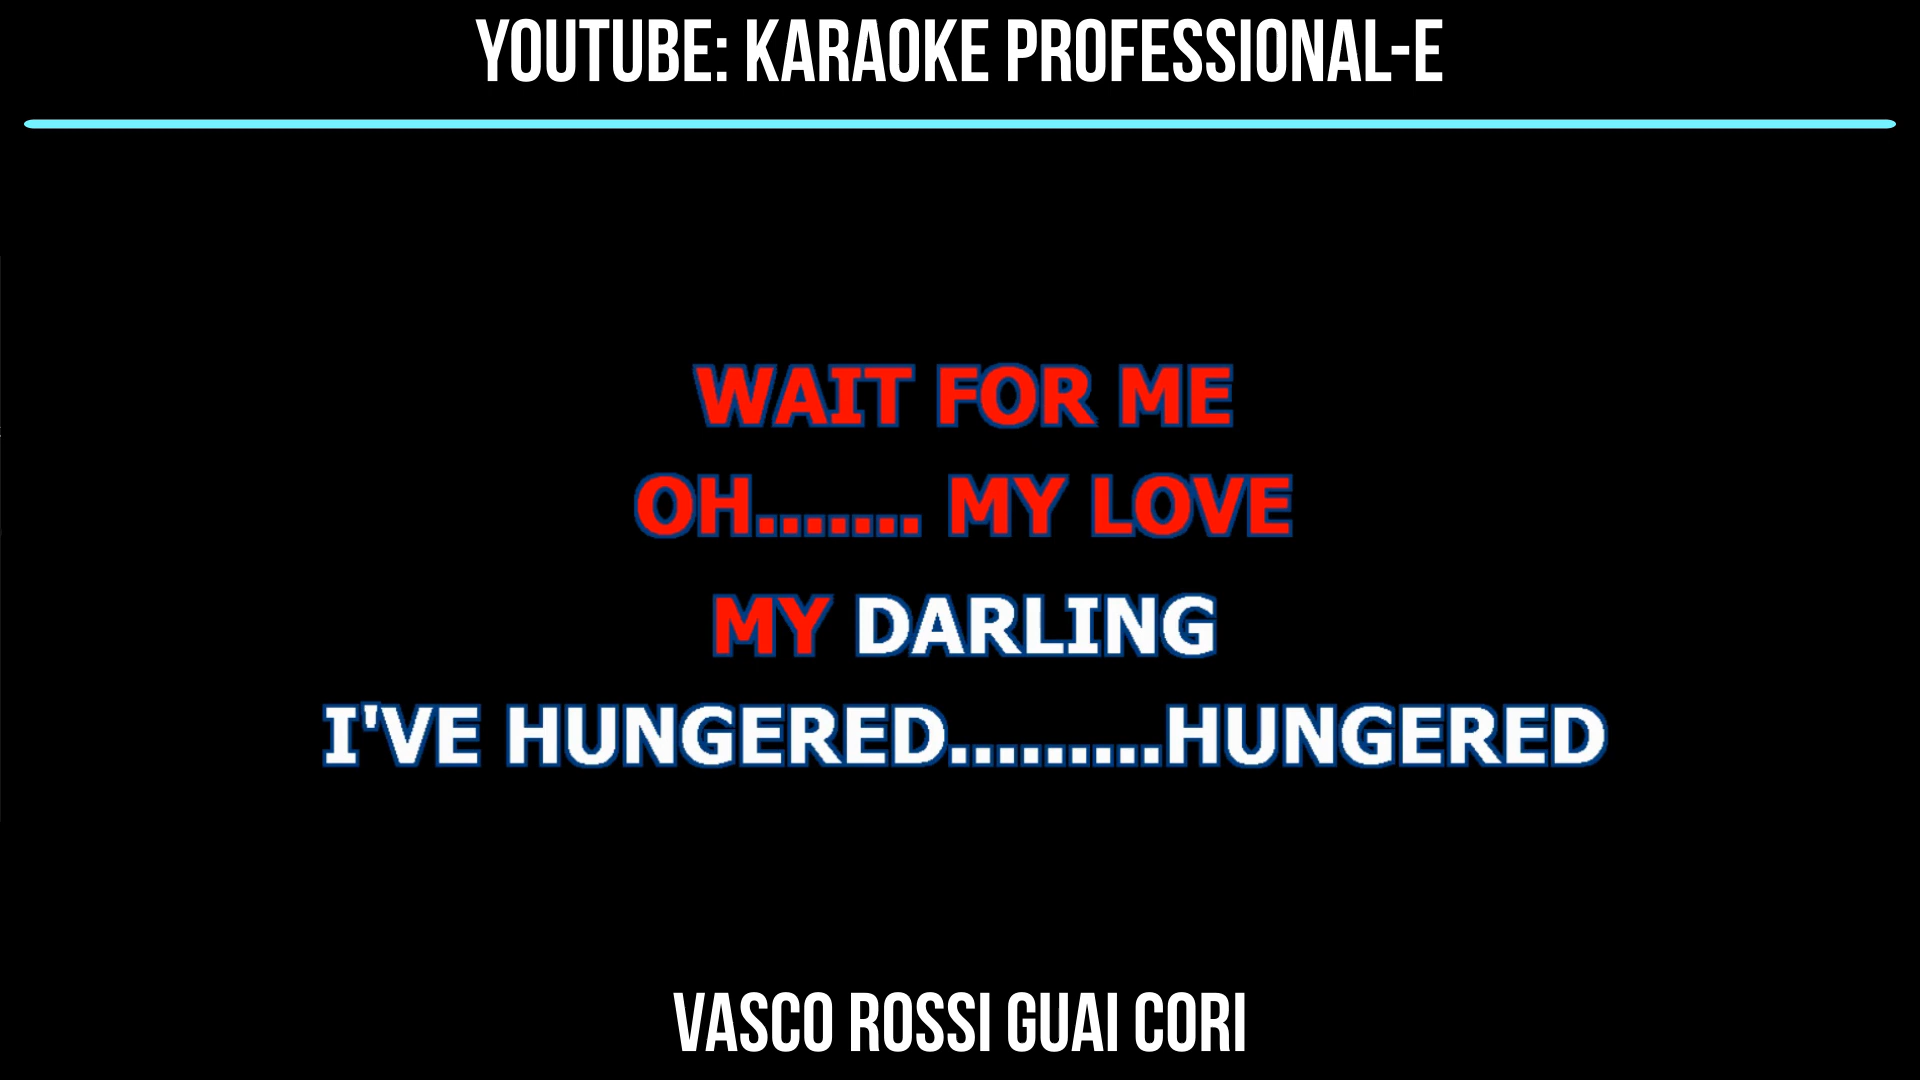 YOUTUBE: KARAOKE PROFESSIONAL-E
WAIT FOR ME
OH....... MY LOVE
MY DARLING
I'VE HUNGERED.........HUNGERED
VASCO ROSSI GUAI CORI